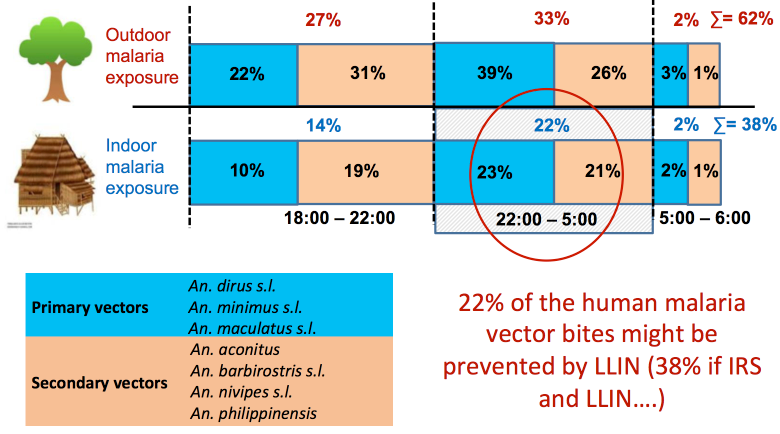 27%
33%
2%
∑= 62%
Outdoor
malaria
exposure
22%
31%
39%
26%
3%
1%
14%
22%
2%
∑= 38%
Indoor
malaria
exposure
10%
19%
23%
21%
2%
1%
18:00 – 22:00
22:00 – 5:00
5:00 – 6:00
Primary vectors
An. dirus s.l.
An. minimus s.l.
An. maculatus s.l.
Secondary vectors
An. aconitus
An. barbirostris s.l.
An. nivipes s.l.
An. philippinensis
22% of the human malaria
vector bites might be
prevented by LLIN (38% if IRS
and LLIN….)